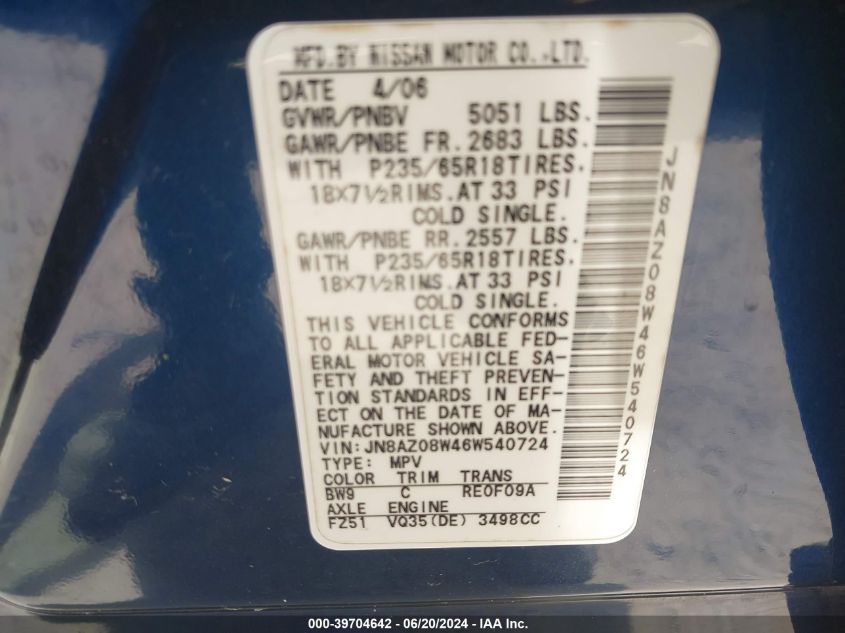 MFD.BY NISSAN MOTOR CO.,LTD.
DATE 4/06
GVWR/PNBV 5051 LBS.
GAWR/PNBE FR. 2683 LBS.
WITH P235/65R18TIRES.
18X7½RIMS.AT 33 PSI
COLD SINGLE.
GAWR/PNBE RR. 2557 LBS.
WITH P235/65R18TIRES.
18X7½RIMS.AT 33 PSI
COLD SINGLE.
THIS VEHICLE CONFORMS
TO ALL APPLICABLE FED-
ERAL MOTOR VEHICLE SA-
FETY AND THEFT PREVEN-
TION STANDARDS IN EFF-
ECT ON THE DATE OF MA-
NUFACTURE SHOWN ABOVE.
VIN:JN8AZ08W46W540724
TYPE: MPV
COLOR TRIM TRANS
BW9 C RE0F09A
AXLE ENGINE
FZ51 VQ35(DE) 3498CC
JN8AZ08W46W540724
000-39704642 - 06/20/2024 - IAAI.com